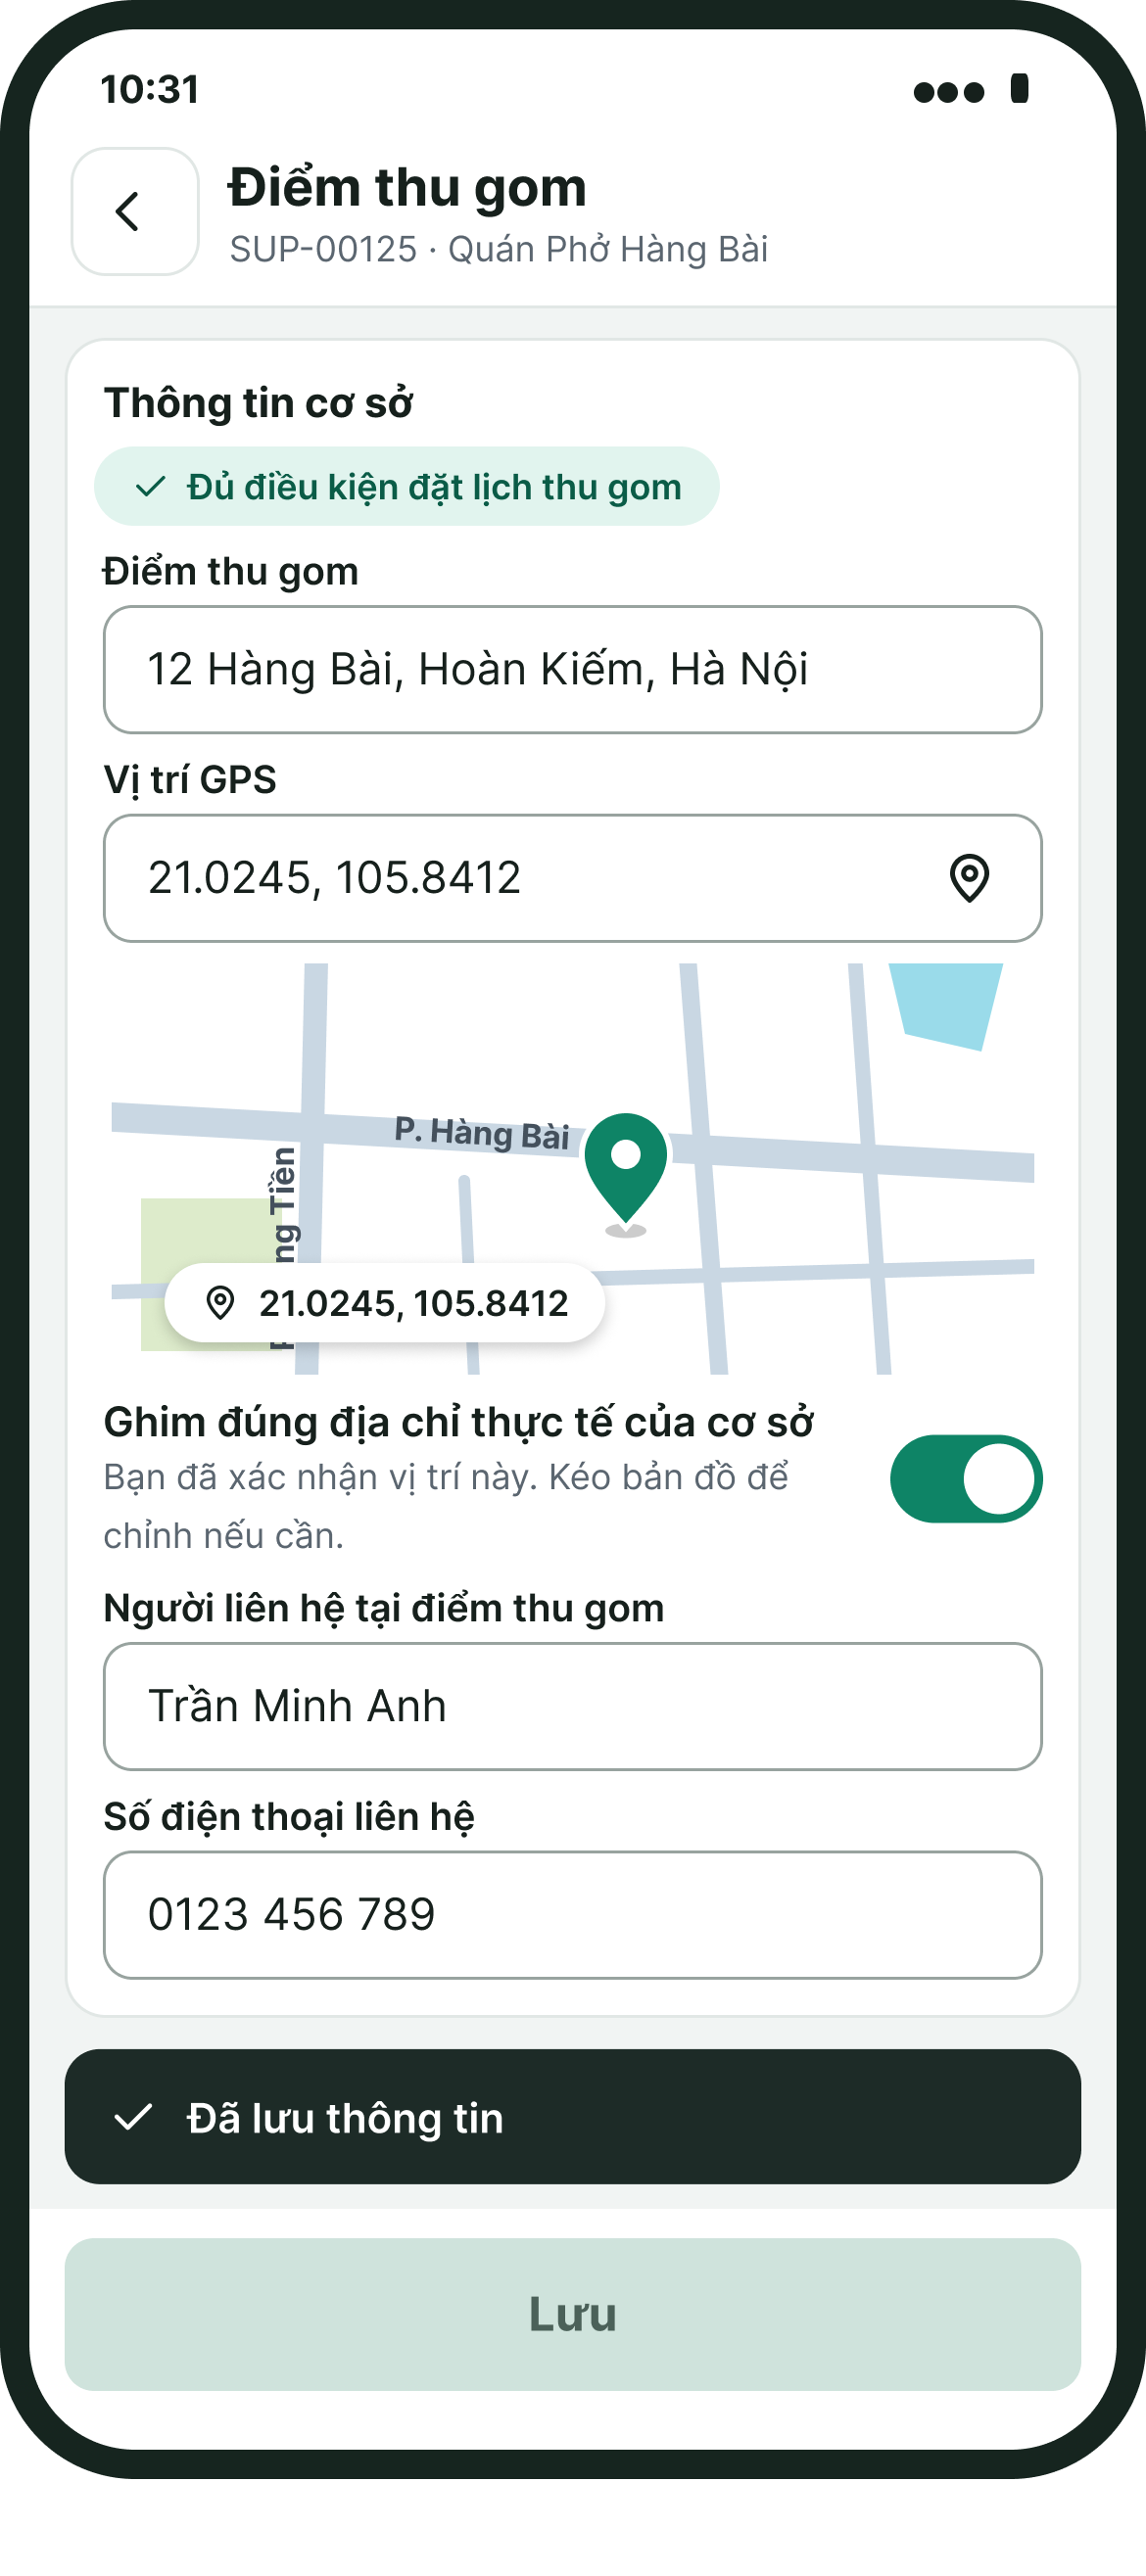 10:31
Điểm thu gom
SUP-00125 · Quán Phở Hàng Bài
Thông tin cơ sở
Đủ điều kiện đặt lịch thu gom
Điểm thu gom
12 Hàng Bài, Hoàn Kiếm, Hà Nội
Vị trí GPS
21.0245, 105.8412
P. Hàng Bài
Tiền
21.0245, 105.8412
Ghim đúng địa chỉ thực tế của cơ sở
Bạn đã xác nhận vị trí này. Kéo bản đồ để
chỉnh nếu cần.
Người liên hệ tại điểm thu gom
Trần Minh Anh
Số điện thoại liên hệ
0123 456 789
Đã lưu thông tin
Lưu